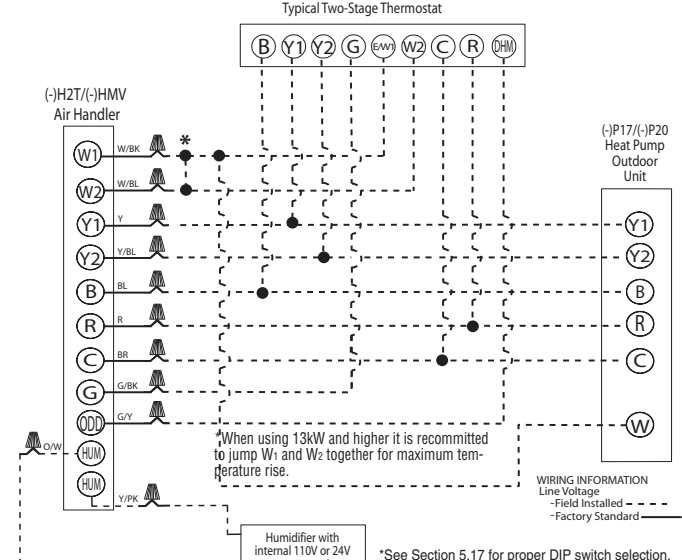 Typical Two-Stage Thermostat
B Y1 Y2 G E/W1 W2 C R DHM
(-)H2T/(-)HMV
Air Handler
(-)P17/(-)P20
Heat Pump
Outdoor
Unit
W1 W/BK *
W2 W/BL
Y1 Y Y1
Y2 Y/BL Y2
B BL B
R R R
C BR C
G G/BK
ODD G/Y W
O/W HUM
HUM Y/PK
*When using 13kW and higher it is recommitted
to jump W1 and W2 together for maximum tem-
perature rise.
WIRING INFORMATION
Line Voltage
-Field Installed
-Factory Standard
Humidifier with
internal 110V or 24V
*See Section 5.17 for proper DIP switch selection.